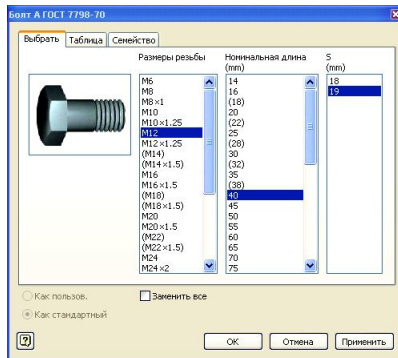 Болт А ГОСТ 7798-70
Выбрать Таблица Семейство
Размеры резьбы
M6
M8
M8×1
M10
M10×1.25
M12
M12×1.25
(M14)
(M14×1.5)
M16
M16×1.5
(M18)
(M18×1.5)
M20
M20×1.5
(M22)
(M22×1.5)
M24
M24×2
Номинальная длина
(mm)
14
16
(18)
20
(22)
25
(28)
30
(32)
35
(38)
40
45
50
55
60
65
70
75
S
(mm)
18
19
Как пользов.
Заменить все
Как стандартный
?
OK Отмена Применить